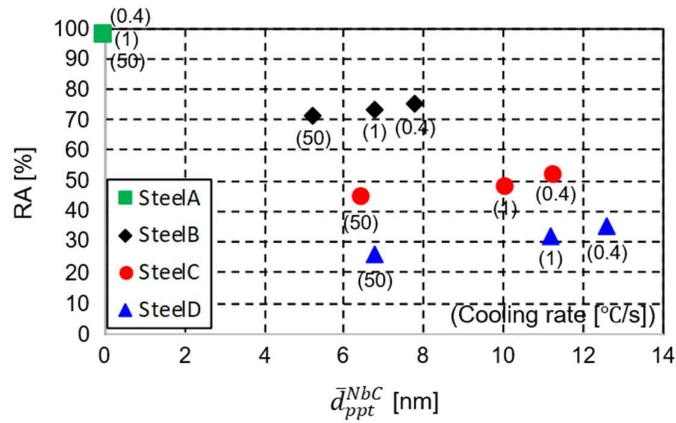 (0.4)
(1)
(50)
100
90
80
70
60
50
40
30
20
10
0
RA [%]
(50)
(1)
(0.4)
(50)
(1)
(0.4)
(50)
(1)
(0.4)
SteelA
SteelB
SteelC
SteelD
(Cooling rate [℃/s])
0 2 4 6 8 10 12 14
d̄ppt^NbC [nm]